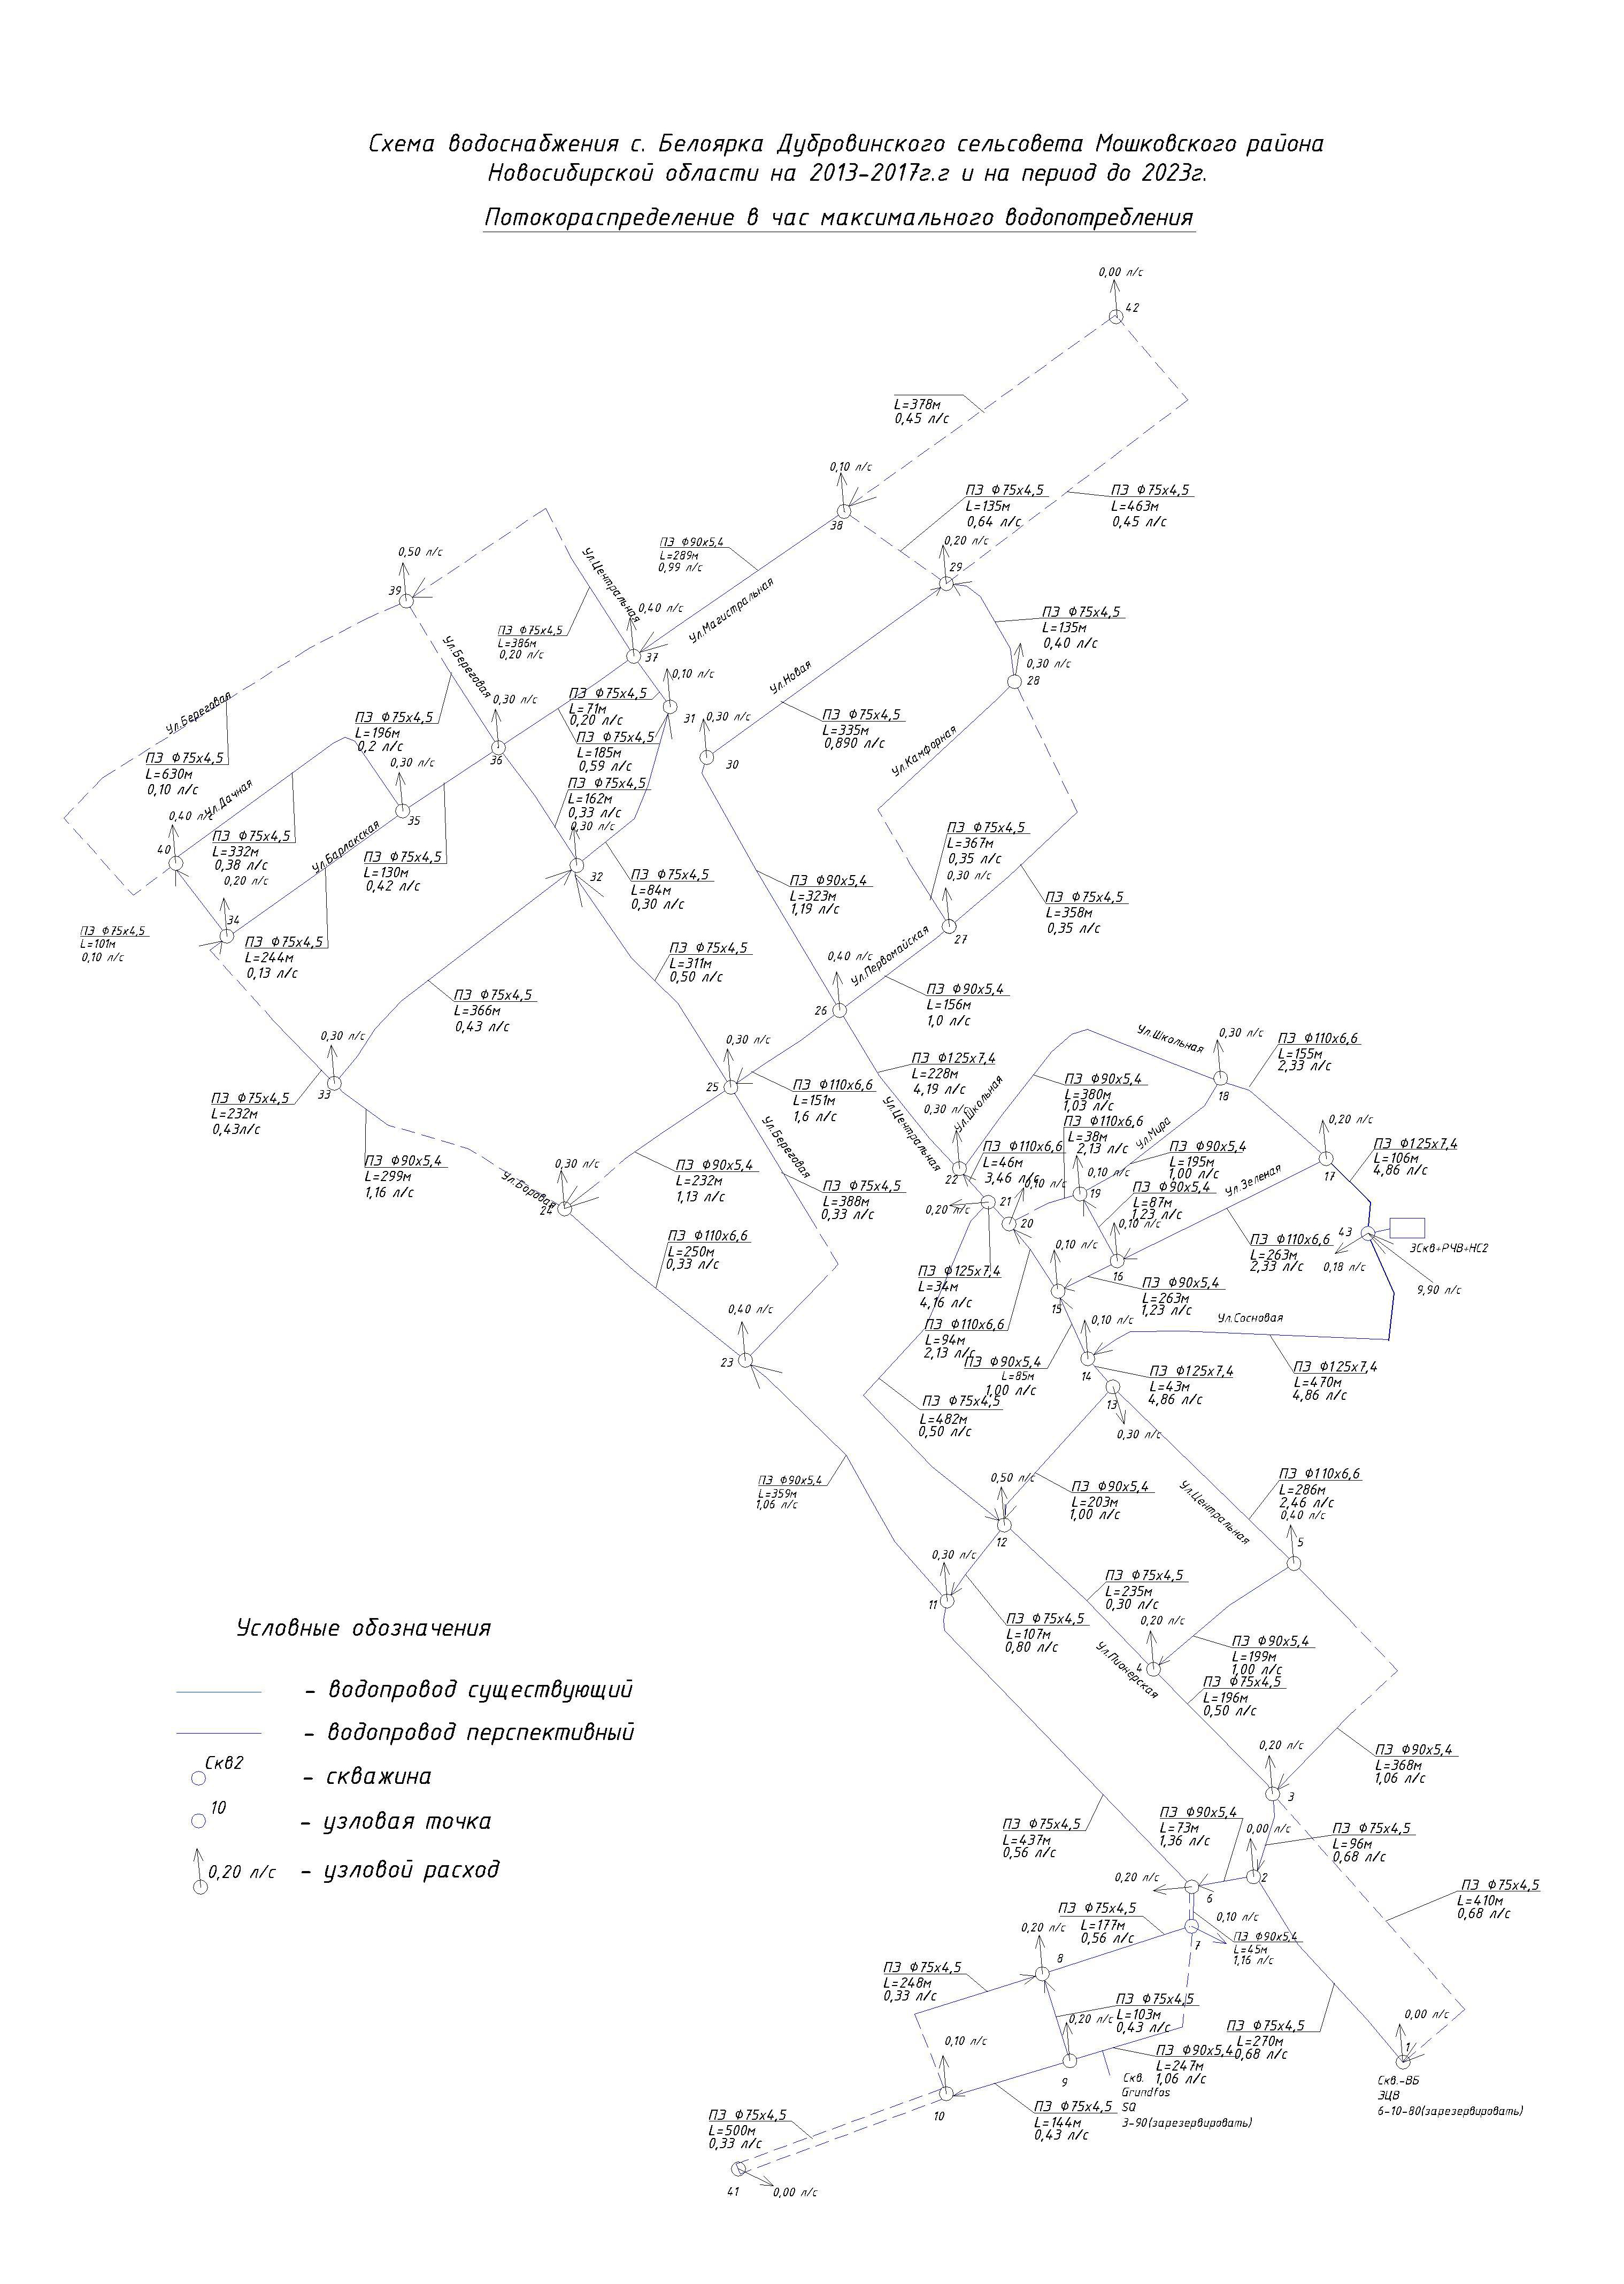 Схема водоснабжения с. Белоярка Дубровинского сельсовета Мошковского района
Новосибирской области на 2013-2017г.г и на период до 2023г.
Потокораспределение в час максимального водопотребления
0,00 л/с
42
L=378м
0,45 л/с
0,10 л/с
38
ПЭ Ф75х4,5
L=135м
0,64 л/с
ПЭ Ф75х4,5
L=463м
0,45 л/с
0,20 л/с
29
ПЭ Ф90х5,4
L=289м
0,99 л/с
Ул.Магистральная
0,50 л/с
39
Ул.Центральная
ПЭ Ф75х4,5
L=386м
0,20 л/с
0,40 л/с
37
ПЭ Ф75х4,5
L=135м
0,40 л/с
0,30 л/с
28
Ул.Береговая
Ул.Береговая
ПЭ Ф75х4,5
L=630м
0,10 л/с
ПЭ Ф75х4,5
L=196м
0,2 л/с
0,30 л/с
36
ПЭ Ф75х4,5
L=71м
0,20 л/с
0,10 л/с
31
ПЭ Ф75х4,5
L=185м
0,59 л/с
0,30 л/с
30
Ул.Новая
ПЭ Ф75х4,5
L=335м
0,890 л/с
Ул.Камфорная
ПЭ Ф75х4,5
L=162м
0,33 л/с
0,30 л/с
32
0,30 л/с
35
Ул.Дачная
0,40 л/с
40
ПЭ Ф75х4,5
L=332м
0,38 л/с
0,20 л/с
34
Ул.Барлакская
ПЭ Ф75х4,5
L=130м
0,42 л/с
ПЭ Ф75х4,5
L=101м
0,10 л/с
ПЭ Ф75х4,5
L=244м
0,13 л/с
ПЭ Ф75х4,5
L=84м
0,30 л/с
ПЭ Ф90х5,4
L=323м
1,19 л/с
ПЭ Ф75х4,5
L=367м
0,35 л/с
0,30 л/с
27
ПЭ Ф75х4,5
L=358м
0,35 л/с
ПЭ Ф75х4,5
L=311м
0,50 л/с
ПЭ Ф75х4,5
L=366м
0,43 л/с
0,40 л/с
26
Ул.Первомайская
ПЭ Ф90х5,4
L=156м
1,0 л/с
0,30 л/с
33
ПЭ Ф75х4,5
L=232м
0,43л/с
0,30 л/с
25
ПЭ Ф110х6,6
L=151м
1,6 л/с
ПЭ Ф125х7,4
L=228м
4,19 л/с
Ул.Центральная
Ул.Школьная
Ул.Школьная
0,30 л/с
22
ПЭ Ф90х5,4
L=380м
1,03 л/с
0,30 л/с
18
ПЭ Ф110х6,6
L=155м
2,33 л/с
0,20 л/с
17
ПЭ Ф125х7,4
L=106м
4,86 л/с
ПЭ Ф110х6,6
L=38м
2,13 л/с
Ул.Мира
ПЭ Ф90х5,4
L=195м
1,00 л/с
ПЭ Ф110х6,6
L=46м
3,46 л/с
0,10 л/с
20
0,10 л/с
19
ПЭ Ф90х5,4
L=87м
1,23 л/с
0,10 л/с
16
Ул.Зеленая
ПЭ Ф110х6,6
L=263м
2,33 л/с
43
3Скв+РЧВ+НС2
0,18 л/с
9,90 л/с
0,20 л/с
21
ПЭ Ф90х5,4
L=299м
1,16 л/с
Ул.Боровая
0,30 л/с
24
ПЭ Ф90х5,4
L=232м
1,13 л/с
Ул.Береговая
ПЭ Ф75х4,5
L=388м
0,33 л/с
ПЭ Ф110х6,6
L=250м
0,33 л/с
0,40 л/с
23
ПЭ Ф125х7,4
L=34м
4,16 л/с
0,10 л/с
15
ПЭ Ф90х5,4
L=263м
1,23 л/с
ПЭ Ф110х6,6
L=94м
2,13 л/с
ПЭ Ф90х5,4
L=85м
1,00 л/с
0,10 л/с
14
Ул.Сосновая
ПЭ Ф125х7,4
L=470м
4,86 л/с
ПЭ Ф125х7,4
L=43м
4,86 л/с
13
0,30 л/с
ПЭ Ф75х4,5
L=482м
0,50 л/с
ПЭ Ф90х5,4
L=359м
1,06 л/с
0,50 л/с
12
ПЭ Ф90х5,4
L=203м
1,00 л/с
Ул.Центральная
ПЭ Ф110х6,6
L=286м
2,46 л/с
0,40 л/с
5
0,30 л/с
11
ПЭ Ф75х4,5
L=235м
0,30 л/с
ПЭ Ф75х4,5
L=107м
0,80 л/с
0,20 л/с
4
Ул.Пионерская
ПЭ Ф90х5,4
L=199м
1,00 л/с
ПЭ Ф75х4,5
L=196м
0,50 л/с
0,20 л/с
3
ПЭ Ф90х5,4
L=368м
1,06 л/с
ПЭ Ф75х4,5
L=437м
0,56 л/с
ПЭ Ф90х5,4
L=73м
1,36 л/с
0,00 л/с
2
ПЭ Ф75х4,5
L=96м
0,68 л/с
ПЭ Ф75х4,5
L=410м
0,68 л/с
0,20 л/с
6
0,10 л/с
7
ПЭ Ф90х5,4
L=45м
1,16 л/с
ПЭ Ф75х4,5
L=177м
0,56 л/с
0,20 л/с
8
ПЭ Ф75х4,5
L=248м
0,33 л/с
ПЭ Ф75х4,5
L=103м
0,43 л/с
0,20 л/с
9
ПЭ Ф75х4,5
L=270м
0,68 л/с
ПЭ Ф90х5,4
L=247м
1,06 л/с
0,00 л/с
1
Скв.-ВБ
ЭЦВ
6-10-80(зарезервировать)
Скв.
Grundfos
SQ
3-90(зарезервировать)
0,10 л/с
10
ПЭ Ф75х4,5
L=144м
0,43 л/с
ПЭ Ф75х4,5
L=500м
0,33 л/с
41
0,00 л/с
Условные обозначения
- водопровод существующий
- водопровод перспективный
Скв2
- скважина
10
- узловая точка
0,20 л/с
- узловой расход